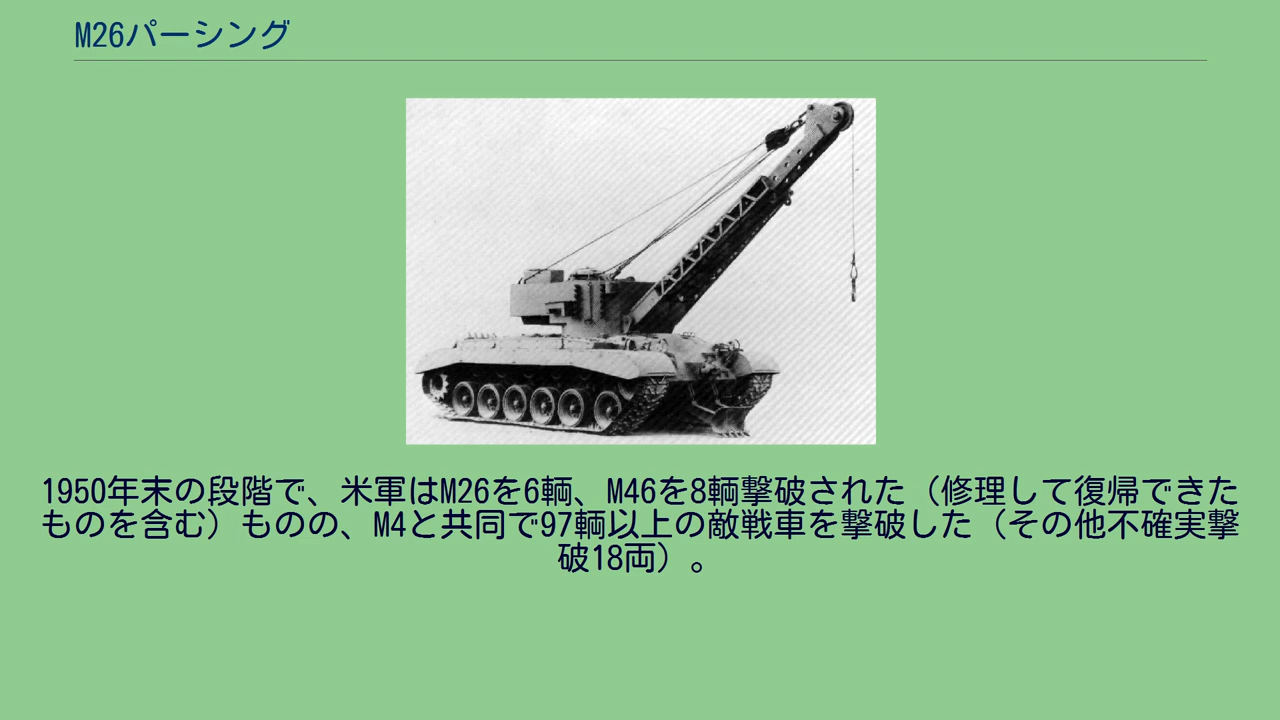 M26パーシング
1950年末の段階で、米軍はM26を6輌、M46を8輌撃破された（修理して復帰できた
ものを含む）ものの、M4と共同で97輌以上の敵戦車を撃破した（その他不確実撃
破18両）。